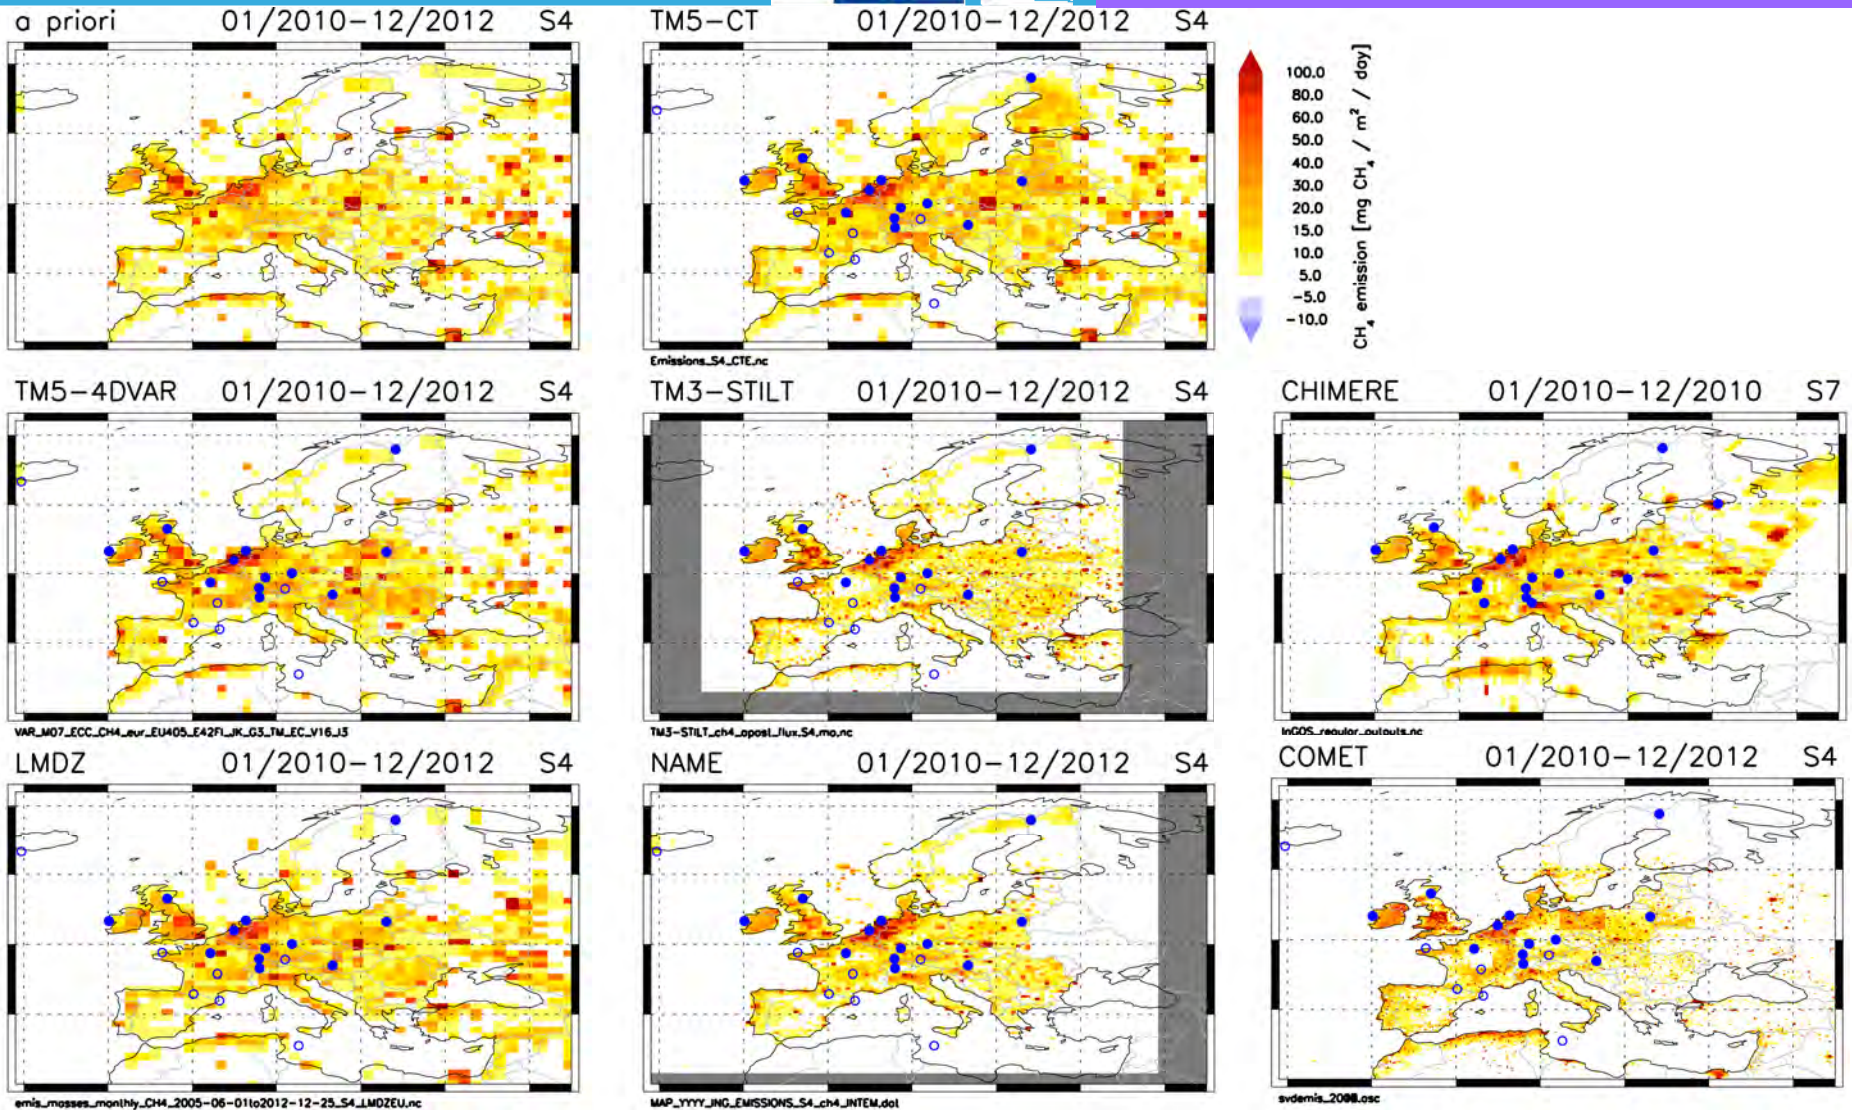 a priori 01/2010-12/2012 S4
TM5-CT 01/2010-12/2012 S4
100.0
80.0
60.0
50.0
40.0
30.0
20.0
15.0
10.0
5.0
-5.0
-10.0
CH4 emission [mg CH4 / m2 / day]
Emissions_S4_CTE.nc
TM5-4DVAR 01/2010-12/2012 S4
TM3-STILT 01/2010-12/2012 S4
CHIMERE 01/2010-12/2010 S7
VAR_M07_ECC_CH4_eur_EU405_E42FI_JK_G3_TM_EC_V16_I3
TM3-STILT_ch4_apost_flux.S4.mo.nc
InGOS_regular_outputs.nc
LMDZ 01/2010-12/2012 S4
NAME 01/2010-12/2012 S4
COMET 01/2010-12/2012 S4
emis_masses_monthly_CH4_2005-06-01to2012-12-25_S4_LMDZEU.nc
MAP_YYYY_ING_EMISSIONS_S4_ch4_INTEM.dat